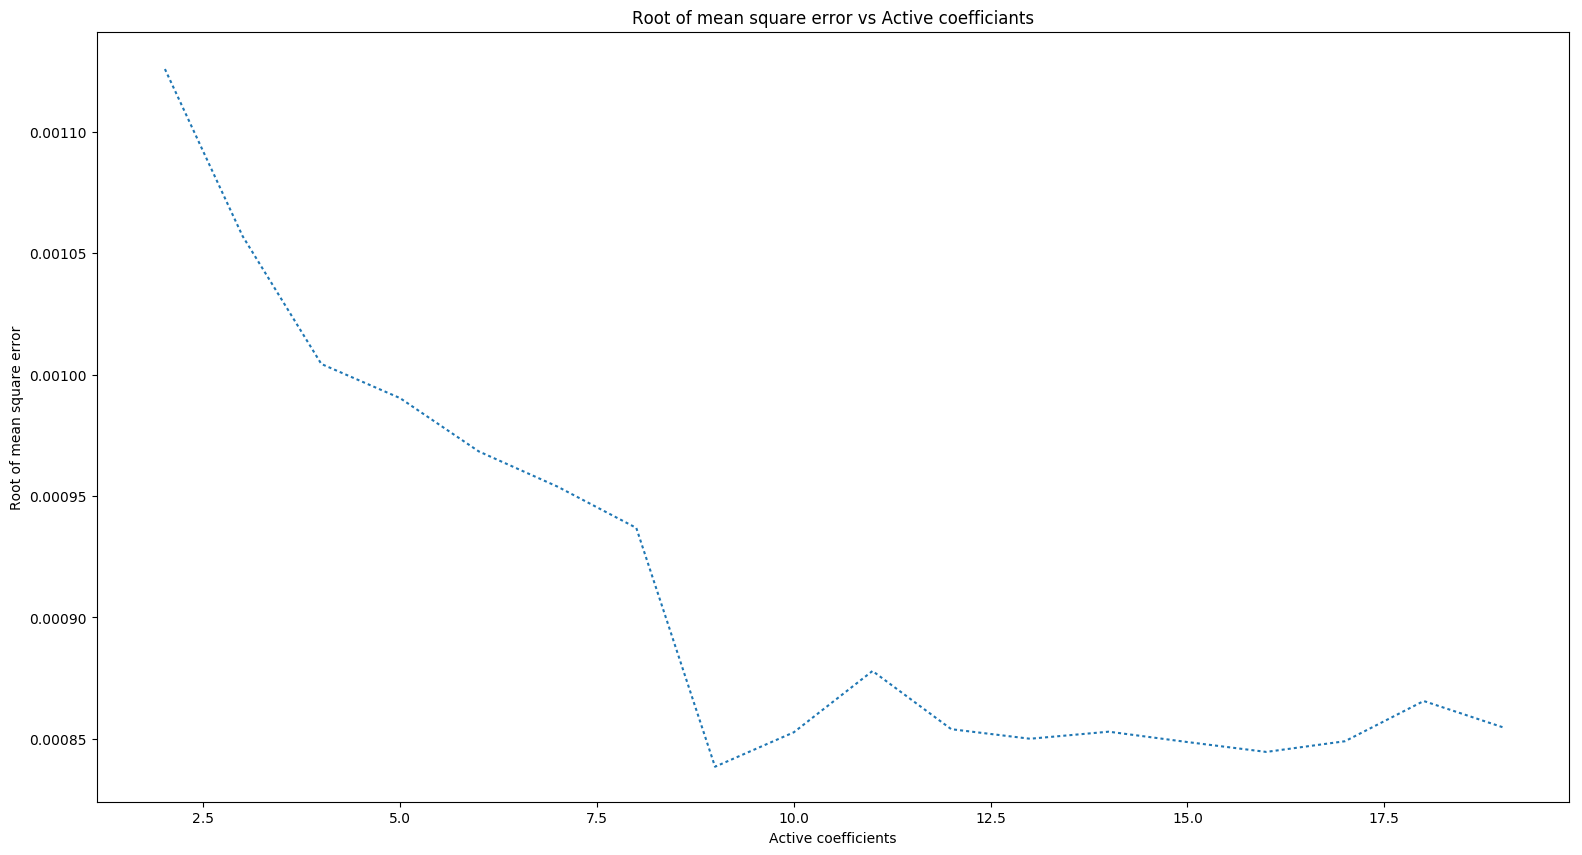 Root of mean square error vs Active coefficiants
0.00110
0.00105
0.00100
0.00095
0.00090
0.00085
Root of mean square error
2.5 5.0 7.5 10.0 12.5 15.0 17.5
Active coefficients